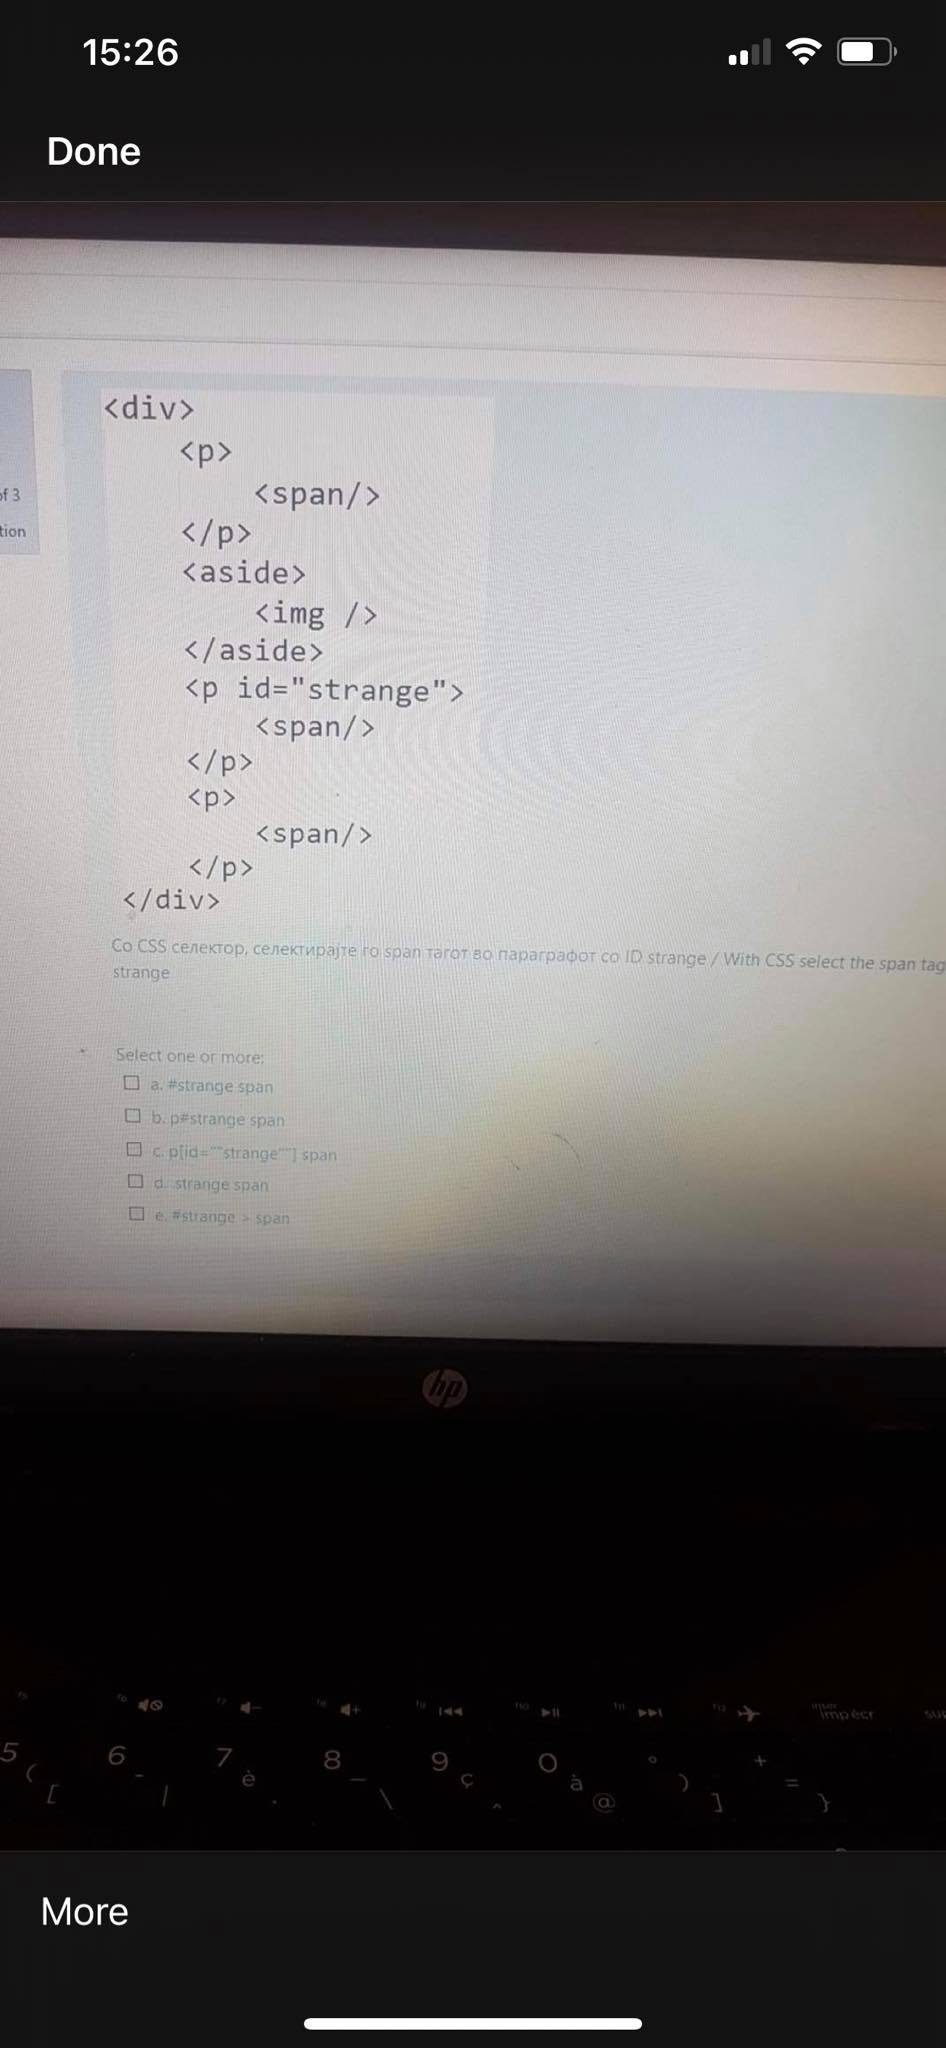 15:26
Done
of 3
tion
<div>
<p>
<span/>
</p>
<aside>
<img />
</aside>
<p id="strange">
<span/>
</p>
<p>
<span/>
</p>
</div>
Со CSS селектор, селектирајте го span тагот во параграфот со ID strange / With CSS select the span tag
strange
Select one or more:
a. #strange span
b. p#strange span
c. p[id=""strange""] span
d. .strange span
e. #strange > span
hp
impécr
5 6 7 8 9 0 ° +
( [ - | è _ \ ç ^ à @ ) ] = }
More